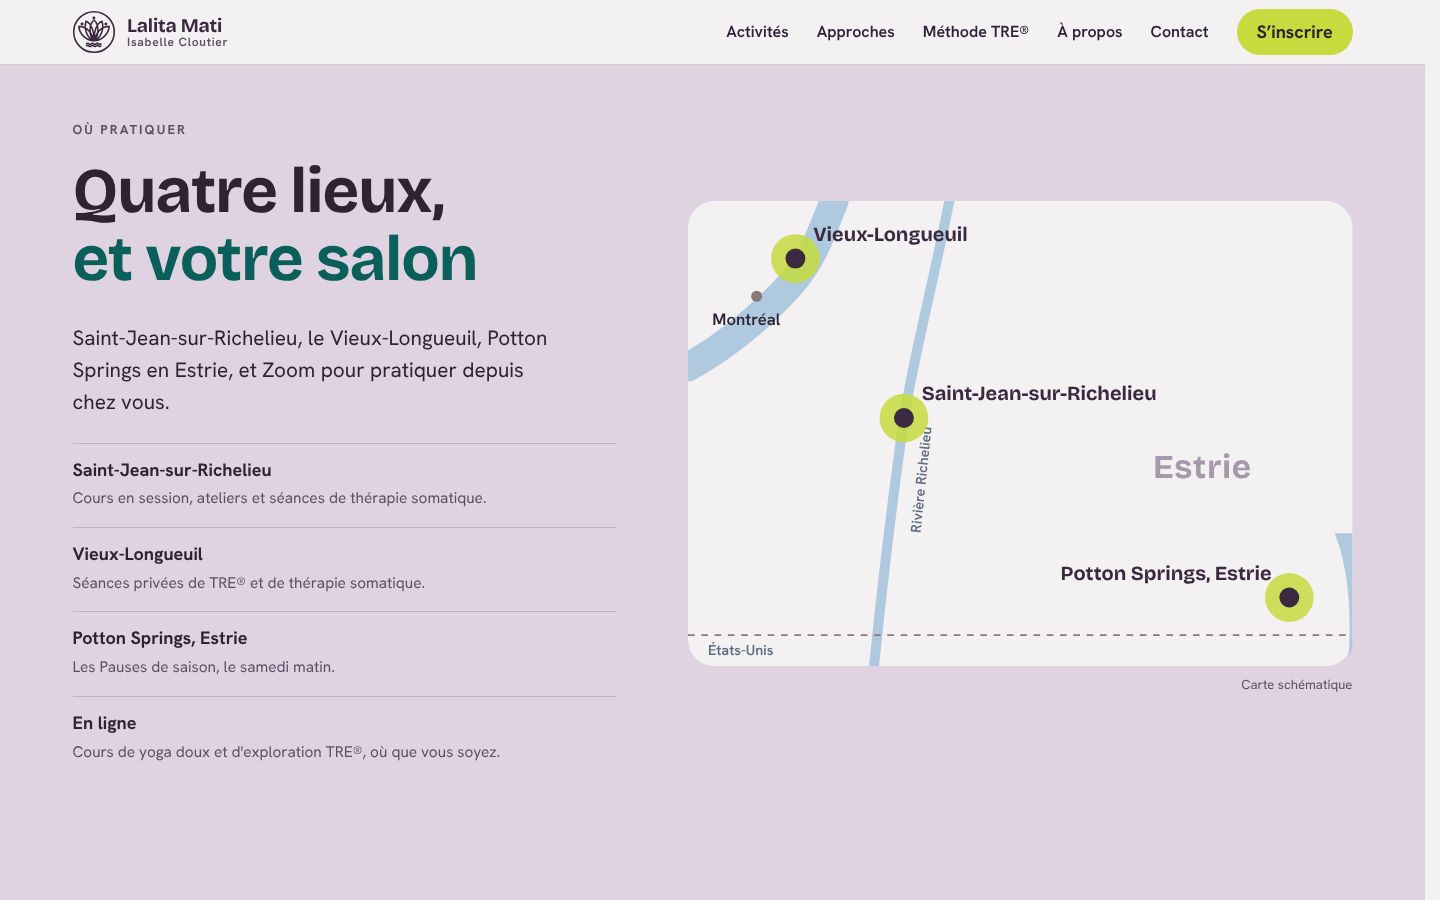 Lalita Mati
Isabelle Cloutier
Activités
Approches
Méthode TRE®
À propos
Contact
S’inscrire
OÙ PRATIQUER
Quatre lieux,
et votre salon
Saint-Jean-sur-Richelieu, le Vieux-Longueuil, Potton
Springs en Estrie, et Zoom pour pratiquer depuis
chez vous.
Saint-Jean-sur-Richelieu
Cours en session, ateliers et séances de thérapie somatique.
Vieux-Longueuil
Séances privées de TRE® et de thérapie somatique.
Potton Springs, Estrie
Les Pauses de saison, le samedi matin.
En ligne
Cours de yoga doux et d'exploration TRE®, où que vous soyez.
Vieux-Longueuil
Montréal
Saint-Jean-sur-Richelieu
Rivière Richelieu
Estrie
Potton Springs, Estrie
États-Unis
Carte schématique